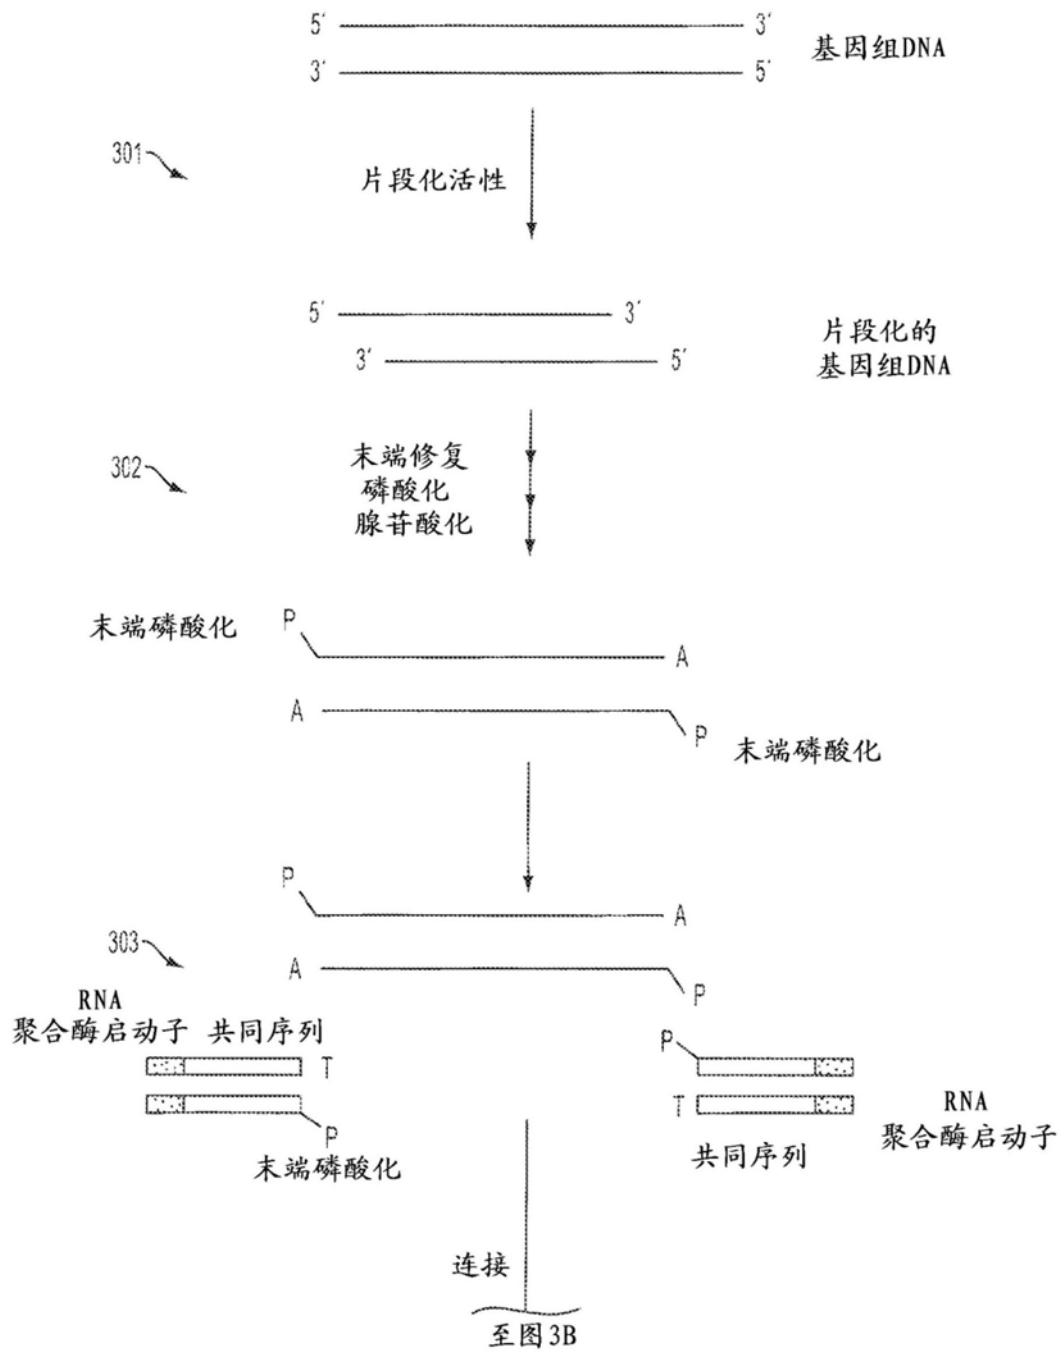 5′ 3′
基因组DNA
3′ 5′
301
片段化活性
5′ 3′
片段化的
基因组DNA
3′ 5′
302
末端修复
磷酸化
腺苷酸化
末端磷酸化
P
A
A
P
末端磷酸化
P
A
303
A
P
RNA
聚合酶启动子 共同序列
P
T
T
RNA
P
聚合酶启动子
末端磷酸化
共同序列
连接
至图3B